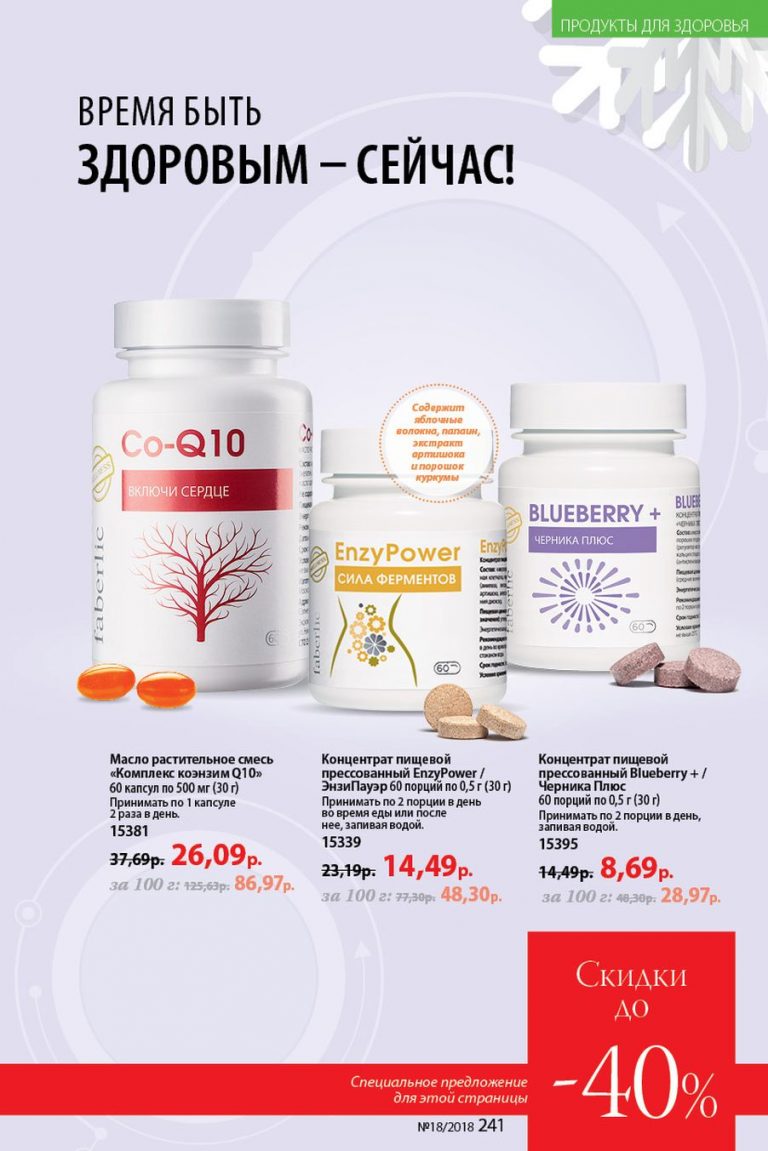 ПРОДУКТЫ ДЛЯ ЗДОРОВЬЯ
ВРЕМЯ БЫТЬ
ЗДОРОВЫМ – СЕЙЧАС!
Co-Q10
ВКЛЮЧИ СЕРДЦЕ
faberlic
Содержит
яблочные
волокна, папаин,
экстракт
артишока
и порошок
куркумы
EnzyPower
СИЛА ФЕРМЕНТОВ
faberlic
60
BLUEBERRY +
ЧЕРНИКА ПЛЮС
60
Масло растительное смесь
«Комплекс коэнзим Q10»
60 капсул по 500 мг (30 г)
Принимать по 1 капсуле
2 раза в день.
15381
37,69р. 26,09р.
за 100 г: 125,63р. 86,97р.
Концентрат пищевой
прессованный EnzyPower /
ЭнзиПауэр 60 порций по 0,5 г (30 г)
Принимать по 2 порции в день
во время еды или после
нее, запивая водой.
15339
23,19р. 14,49р.
за 100 г: 77,30р. 48,30р.
Концентрат пищевой
прессованный Blueberry + /
Черника Плюс
60 порций по 0,5 г (30 г)
Принимать по 2 порции в день,
запивая водой.
15395
14,49р. 8,69р.
за 100 г: 48,30р. 28,97р.
Скидки
до
-40%
Специальное предложение
для этой страницы
№18/2018 241